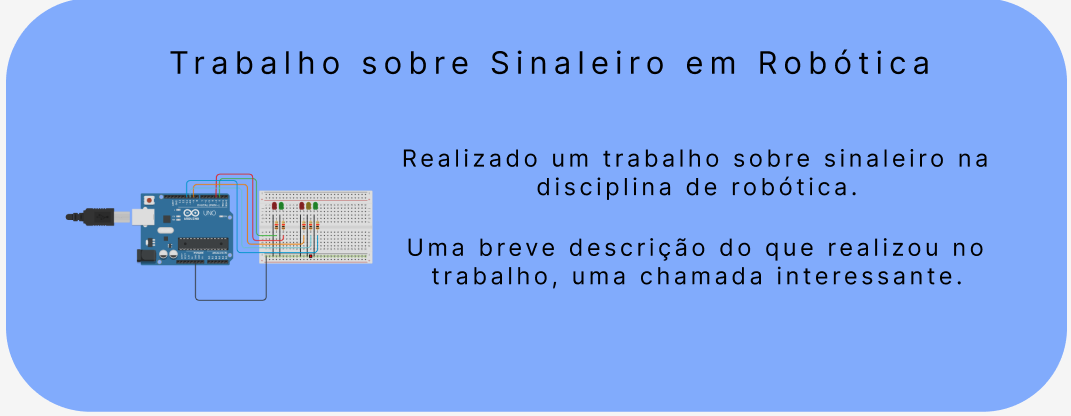 Trabalho sobre Sinaleiro em Robótica
Realizado um trabalho sobre sinaleiro na
disciplina de robótica.
Uma breve descrição do que realizou no
trabalho, uma chamada interessante.
UNO